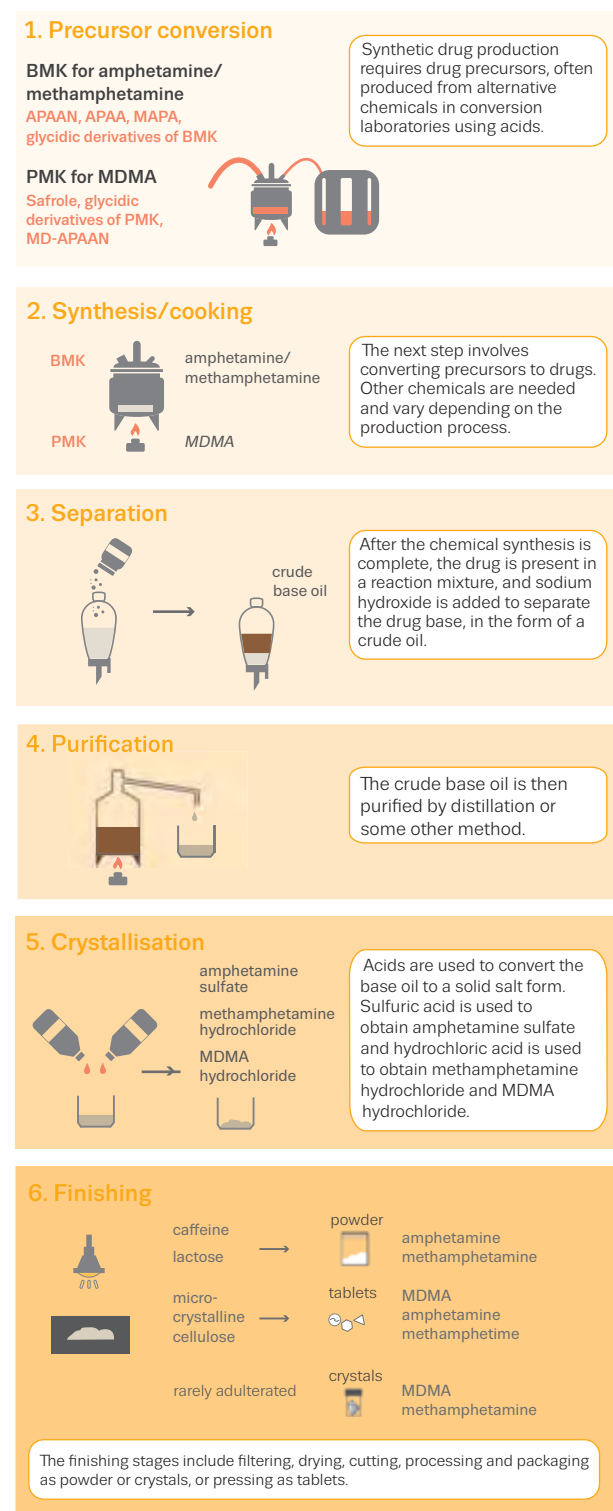 1. Precursor conversion
BMK for amphetamine/
methamphetamine
APAAN, APAA, MAPA,
glycidic derivatives of BMK
PMK for MDMA
Safrole, glycidic
derivatives of PMK,
MD-APAAN
Synthetic drug production
requires drug precursors, often
produced from alternative
chemicals in conversion
laboratories using acids.
2. Synthesis/cooking
BMK
amphetamine/
methamphetamine
PMK
MDMA
The next step involves
converting precursors to drugs.
Other chemicals are needed
and vary depending on the
production process.
3. Separation
crude
base oil
After the chemical synthesis is
complete, the drug is present in
a reaction mixture, and sodium
hydroxide is added to separate
the drug base, in the form of a
crude oil.
4. Purification
The crude base oil is then
purified by distillation or
some other method.
5. Crystallisation
amphetamine
sulfate
methamphetamine
hydrochloride
MDMA
hydrochloride
Acids are used to convert the
base oil to a solid salt form.
Sulfuric acid is used to
obtain amphetamine sulfate
and hydrochloric acid is used
to obtain methamphetamine
hydrochloride and MDMA
hydrochloride.
6. Finishing
caffeine
lactose
powder
amphetamine
methamphetamine
micro-
crystalline
cellulose
tablets
MDMA
amphetamine
methamphetime
rarely adulterated
crystals
MDMA
methamphetamine
The finishing stages include filtering, drying, cutting, processing and packaging
as powder or crystals, or pressing as tablets.